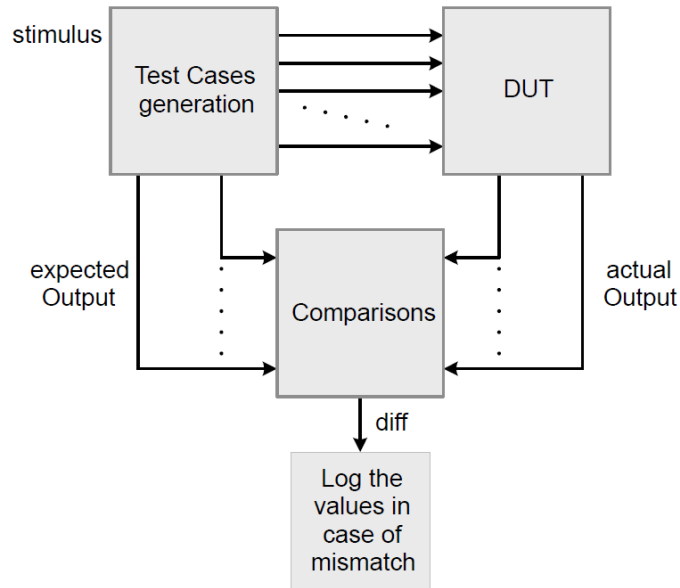 stimulus
Test Cases
generation
DUT
expected
Output
Comparisons
actual
Output
diff
Log the
values in
case of
mismatch